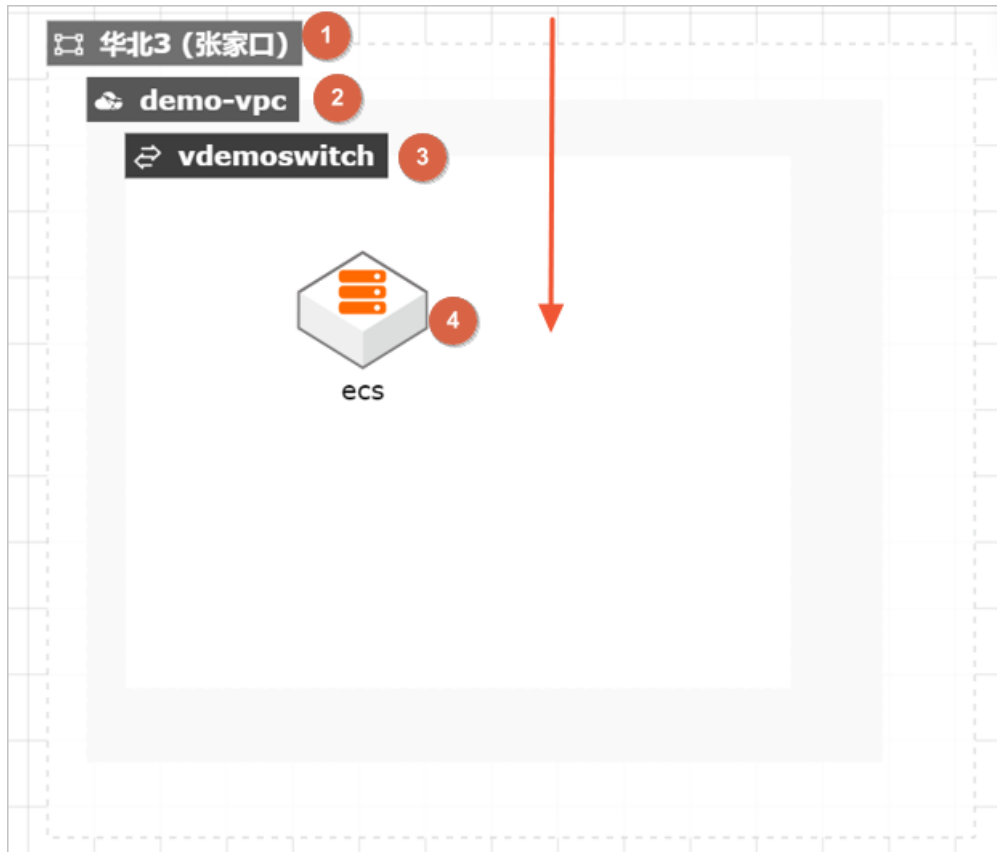 华北3 (张家口) 1
demo-vpc 2
vdemoswitch 3
4
ecs